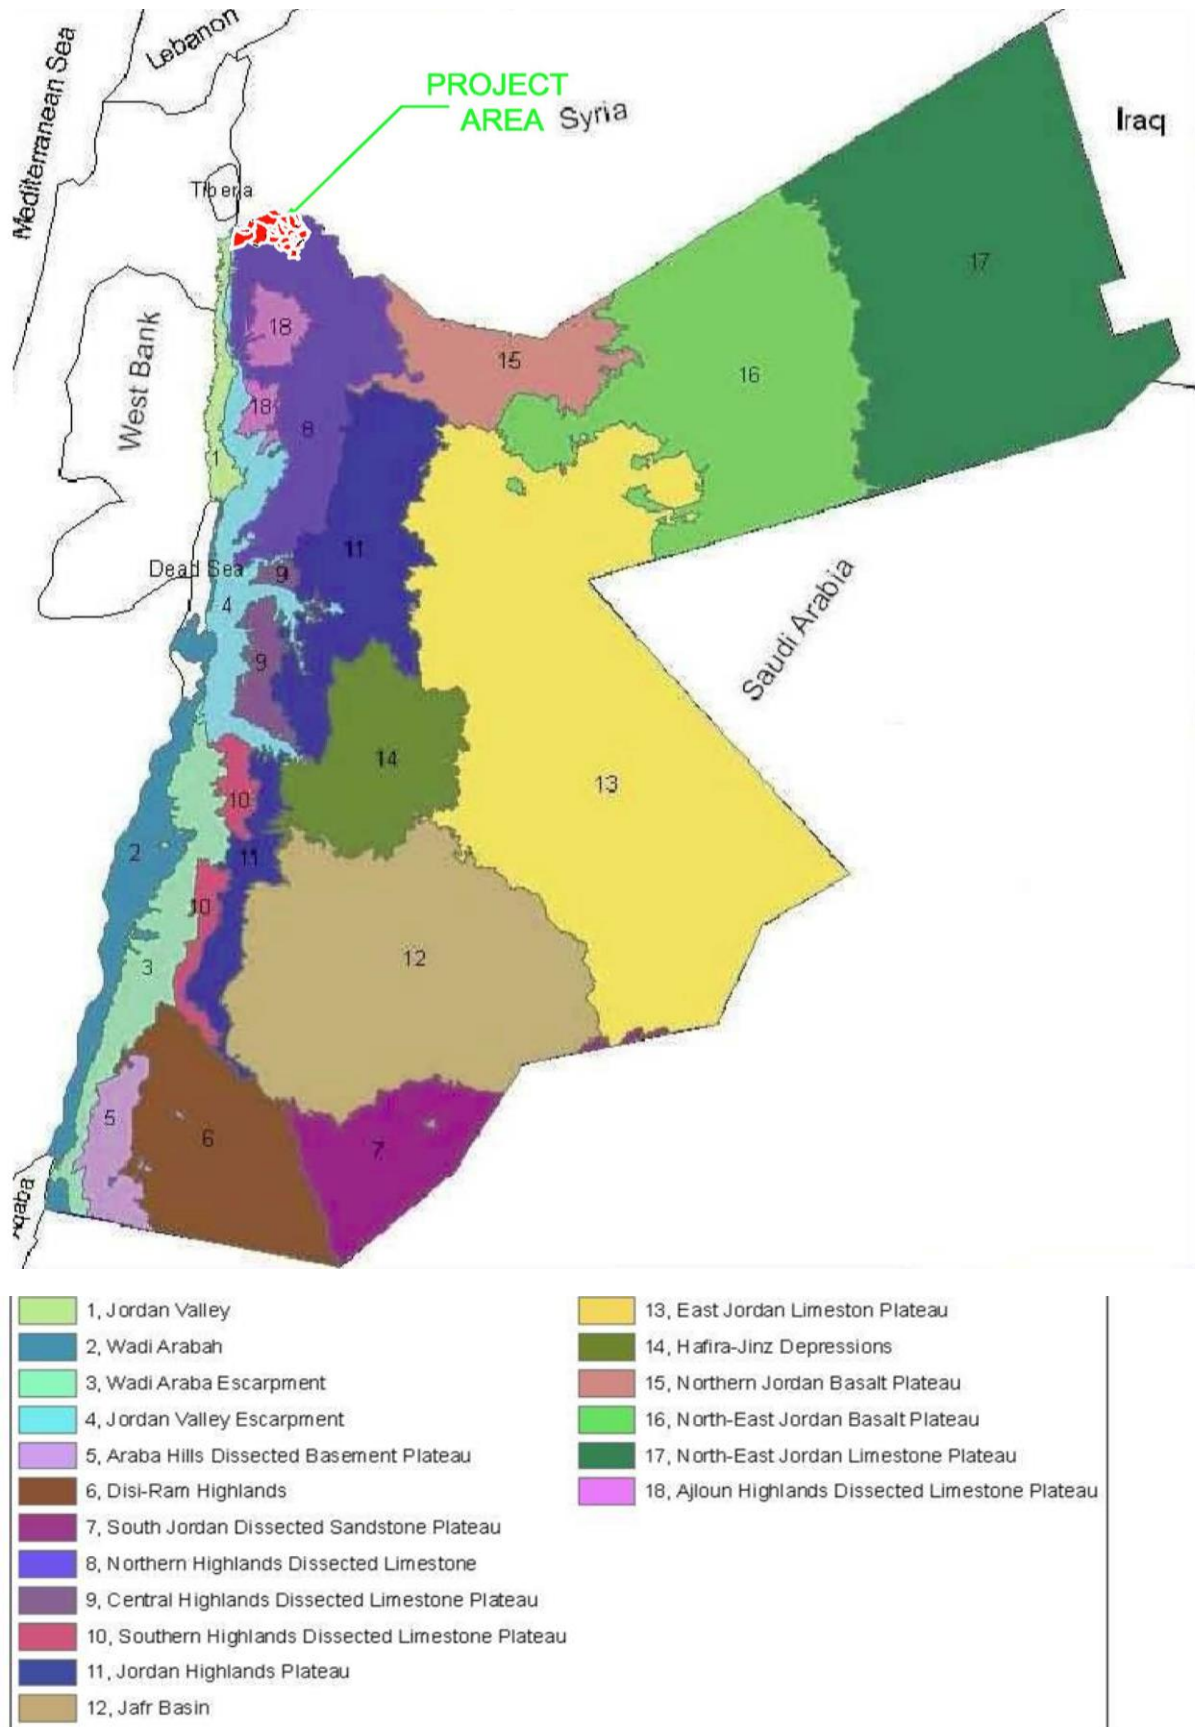 Mediterranean Sea
Lebanon
PROJECT
AREA
Syria
Iraq
Tiberia
17
18
15
16
West Bank
18
8
1
11
Dead Sea
9
4
Saudi Arabia
9
14
13
10
2
11
10
12
3
5
6
7
Aqaba
1, Jordan Valley
2, Wadi Arabah
3, Wadi Araba Escarpment
4, Jordan Valley Escarpment
5, Araba Hills Dissected Basement Plateau
6, Disi-Ram Highlands
7, South Jordan Dissected Sandstone Plateau
8, Northern Highlands Dissected Limestone
9, Central Highlands Dissected Limestone Plateau
10, Southern Highlands Dissected Limestone Plateau
11, Jordan Highlands Plateau
12, Jafr Basin
13, East Jordan Limeston Plateau
14, Hafira-Jinz Depressions
15, Northern Jordan Basalt Plateau
16, North-East Jordan Basalt Plateau
17, North-East Jordan Limestone Plateau
18, Ajloun Highlands Dissected Limestone Plateau